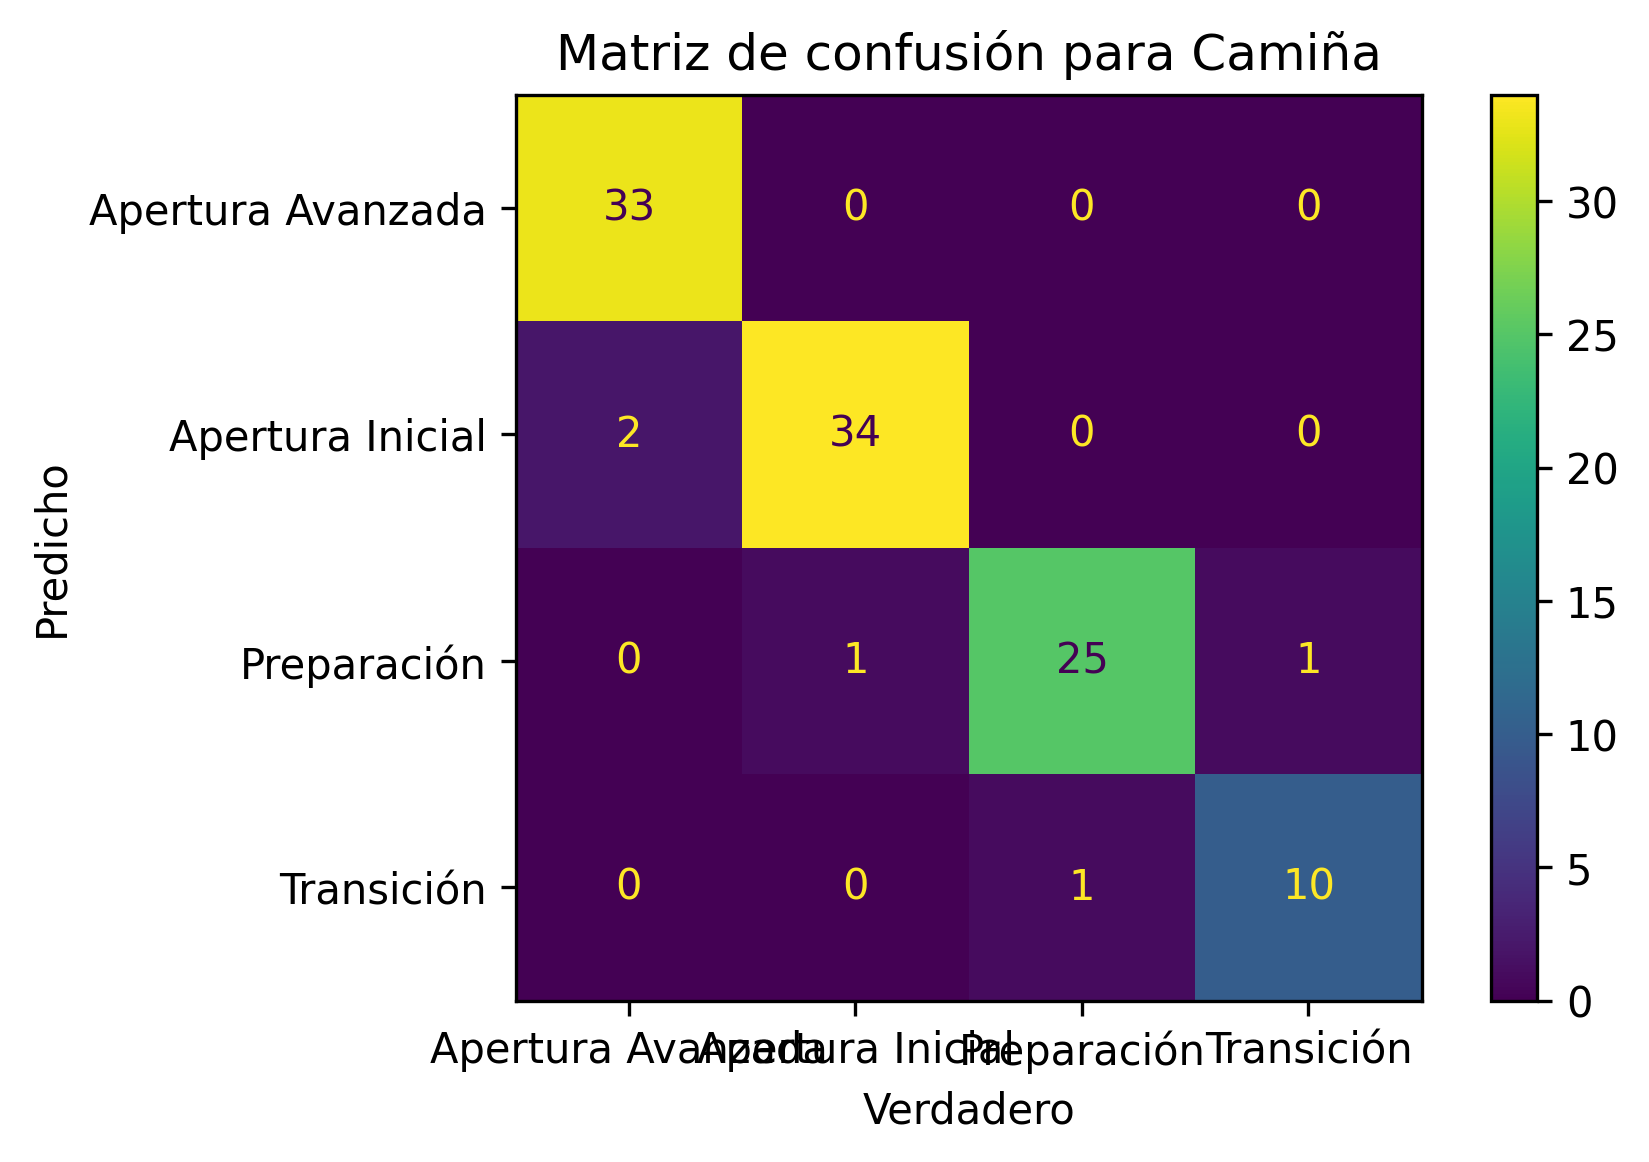 Matriz de confusión para Camiña
Apertura Avanzada 33 0 0 0
Apertura Inicial 2 34 0 0
Preparación 0 1 25 1
Transición 0 0 1 10
Predicho
Apertura Avanzada Apertura Inicial Preparación Transición
Verdadero
30
25
20
15
10
5
0